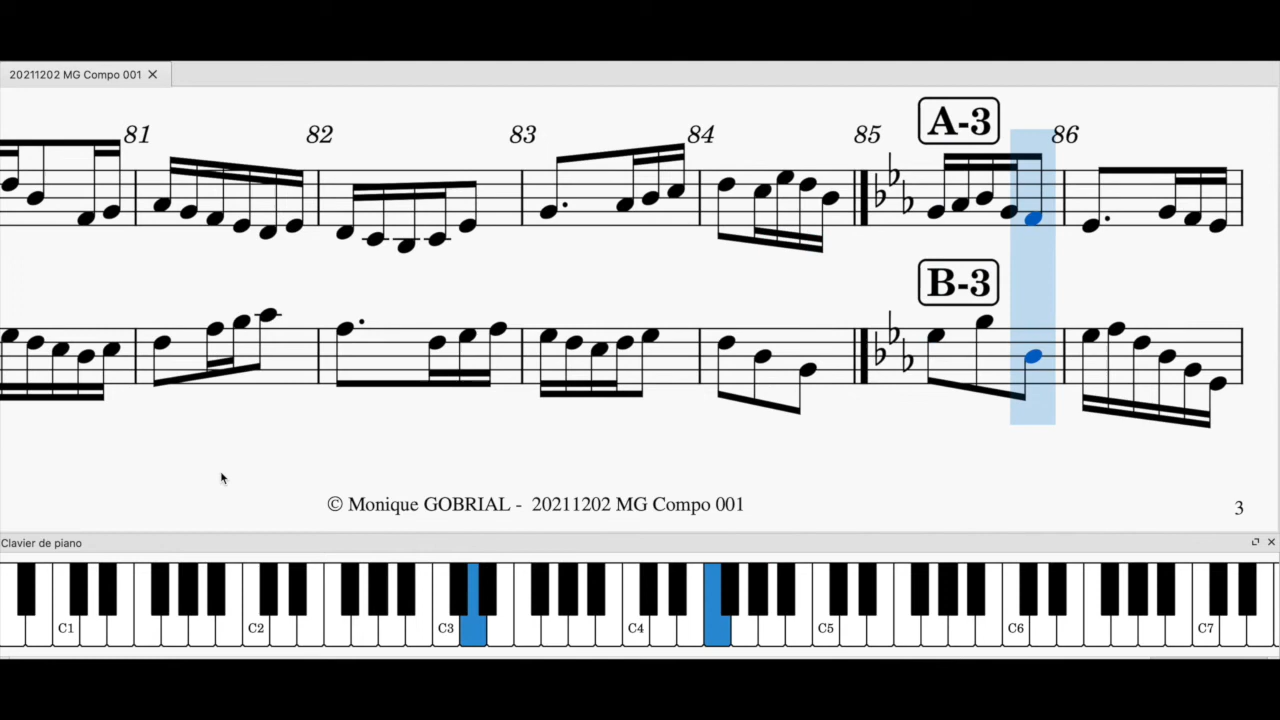 20211202 MG Compo 001
81 82 83 84 85 A-3 86
B-3
© Monique GOBRIAL - 20211202 MG Compo 001
3
Clavier de piano
C1 C2 C3 C4 C5 C6 C7